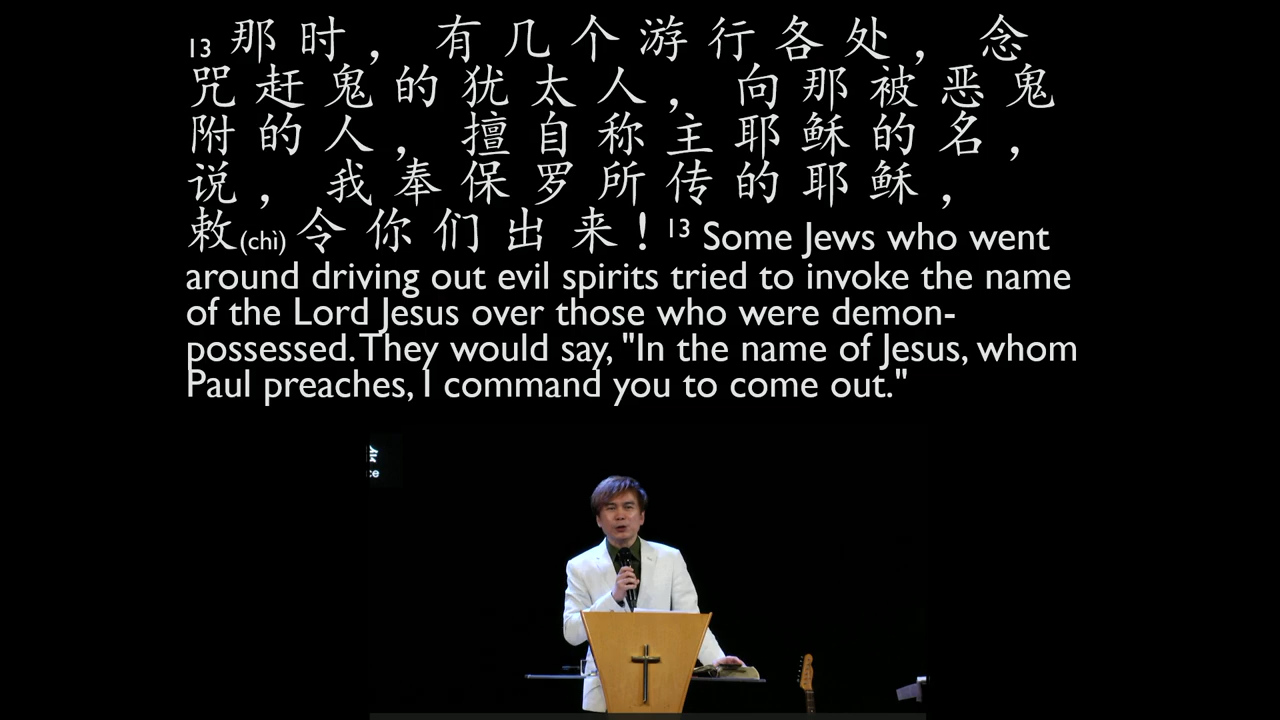 13 那时，有几个游行各处，念
咒赶鬼的犹太人，向那被恶鬼
附的人，擅自称主耶稣的名，
说，我奉保罗所传的耶稣，
敕(chì)令你们出来！13 Some Jews who went
around driving out evil spirits tried to invoke the name
of the Lord Jesus over those who were demon-
possessed. They would say, "In the name of Jesus, whom
Paul preaches, I command you to come out."